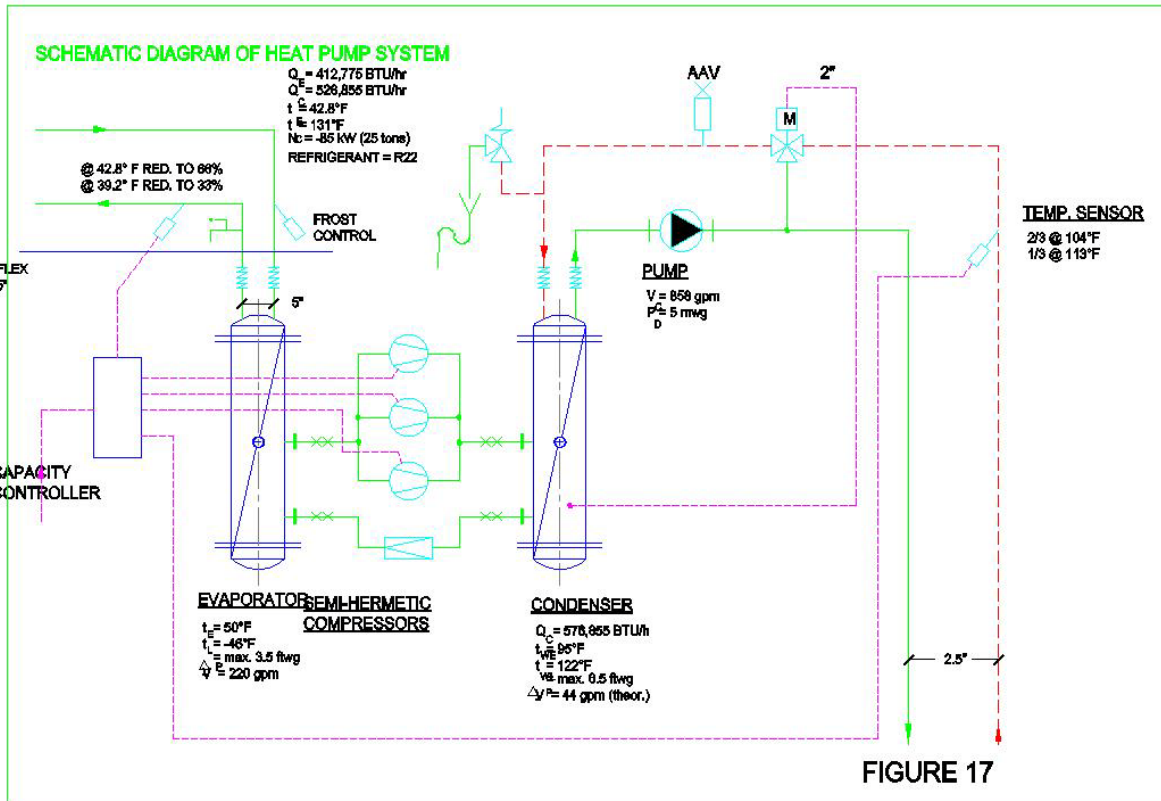 SCHEMATIC DIAGRAM OF HEAT PUMP SYSTEM
Q = 412,775 BTU/hr
E
Q = 526,855 BTU/hr
C
t = 42.8°F
E
t = 131°F
Nc = -85 kW (25 tons)
REFRIGERANT = R22
@ 42.8° F RED. TO 66%
@ 39.2° F RED. TO 33%
FROST
CONTROL
AAV
2"
M
TEMP. SENSOR
2/3 @ 104°F
1/3 @ 113°F
FLEX
5"
PUMP
V = 858 gpm
C
P = 5 mwg
D
CAPACITY
CONTROLLER
EVAPORATOR
t = 50°F
E
t = -46°F
L
= max. 3.5 ftwg
△ P
V = 220 gpm
SEMI-HERMETIC
COMPRESSORS
CONDENSER
Q = 578,855 BTU/h
C
t = 95°F
WE
t = 122°F
max. 6.5 ftwg
△ P
V = 44 gpm (theor.)
2.5"
FIGURE 17